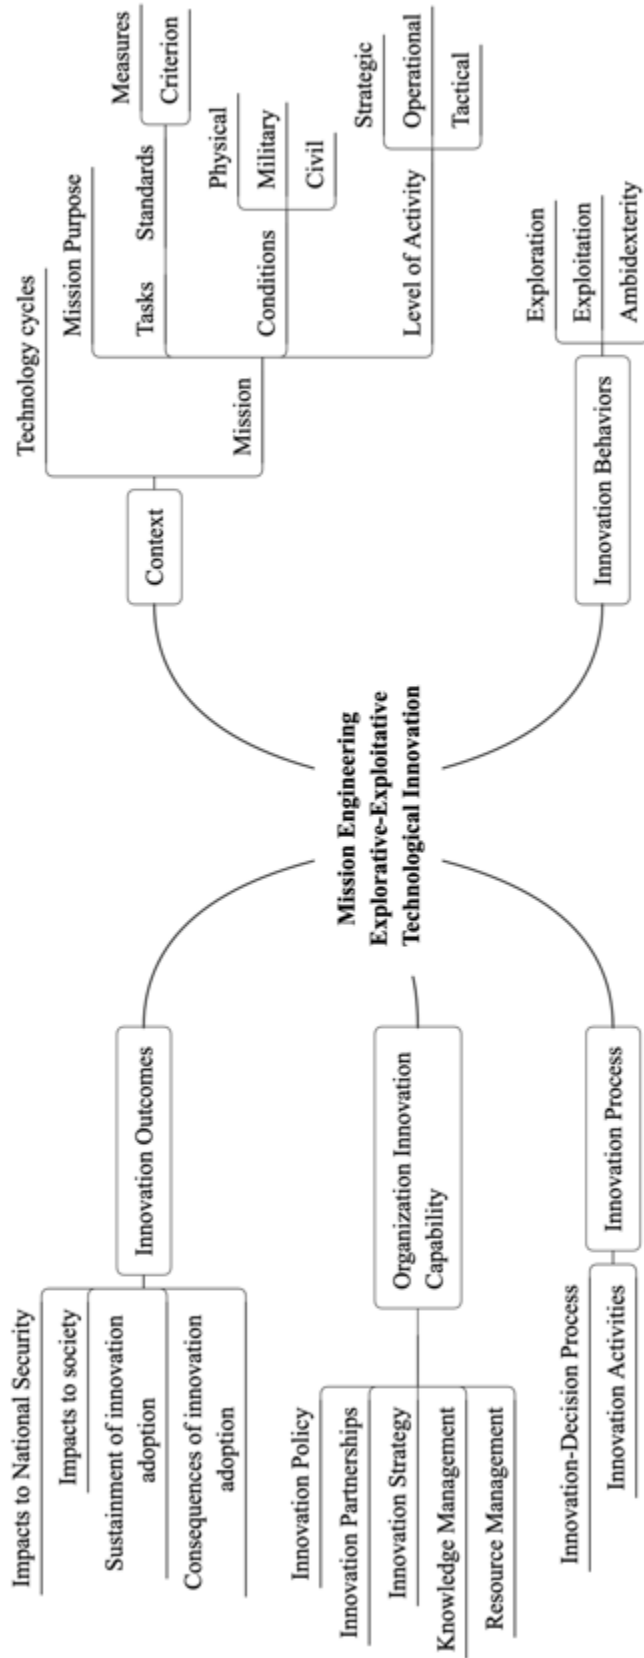 Mission Engineering
Explorative-Exploitative
Technological Innovation
Innovation Outcomes
Impacts to National Security
Impacts to society
Sustainment of innovation
adoption
Consequences of innovation
adoption
Organization Innovation
Capability
Innovation Policy
Innovation Partnerships
Innovation Strategy
Knowledge Management
Resource Management
Innovation Process
Innovation-Decision Process
Innovation Activities
Context
Technology cycles
Mission
Mission Purpose
Tasks
Standards
Measures
Criterion
Conditions
Physical
Military
Civil
Level of Activity
Strategic
Operational
Tactical
Innovation Behaviors
Exploration
Exploitation
Ambidexterity